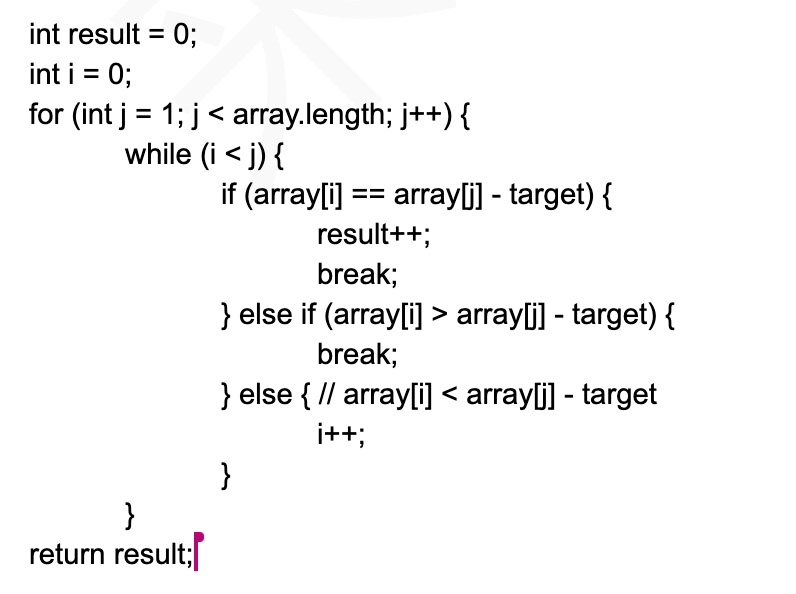 int result = 0;
int i = 0;
for (int j = 1; j < array.length; j++) {
while (i < j) {
if (array[i] == array[j] - target) {
result++;
break;
} else if (array[i] > array[j] - target) {
break;
} else { // array[i] < array[j] - target
i++;
}
}
return result;